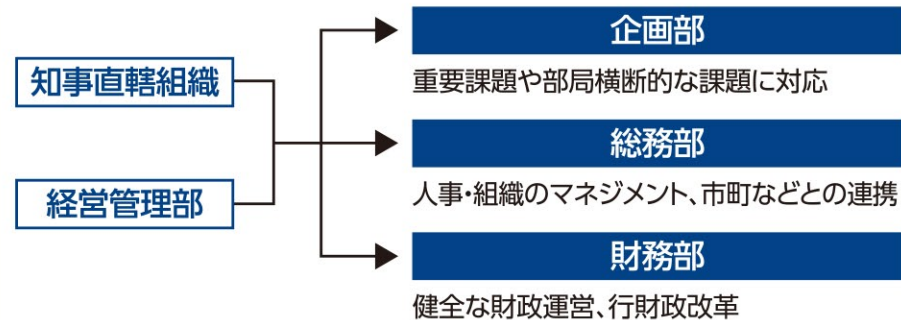 知事直轄組織
経営管理部
企画部
重要課題や部局横断的な課題に対応
総務部
人事・組織のマネジメント、市町などとの連携
財務部
健全な財政運営、行財政改革